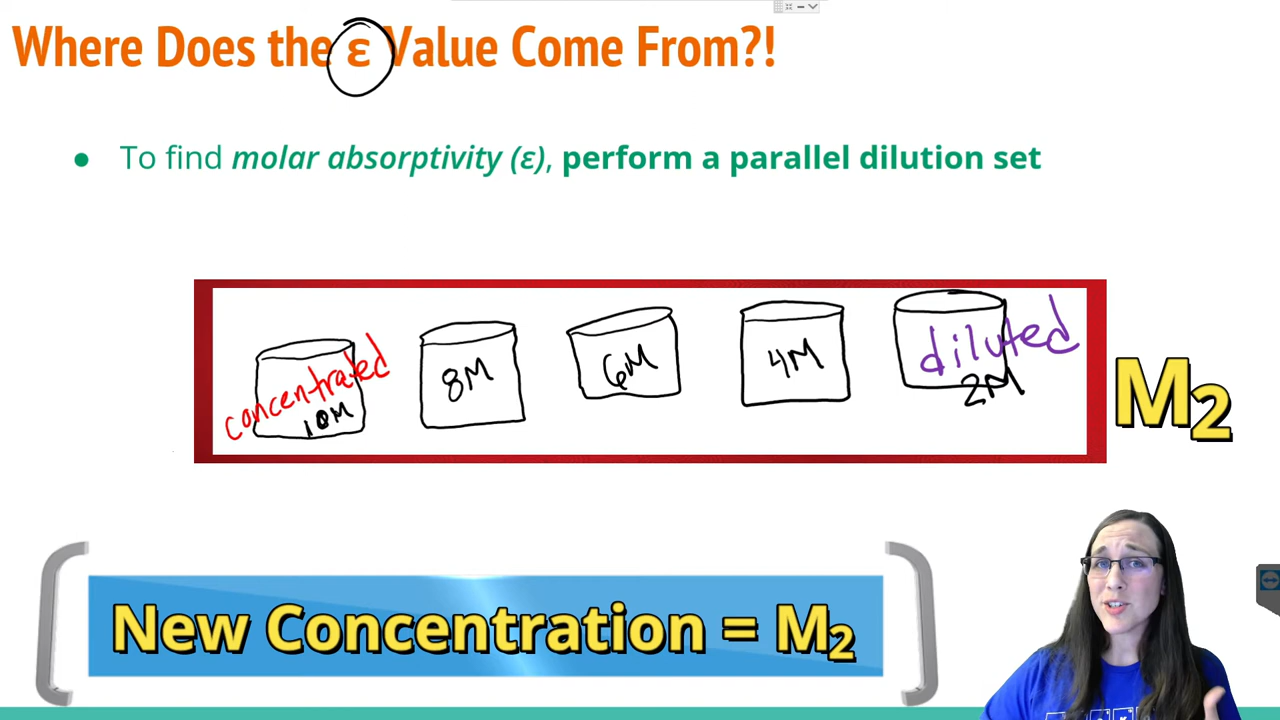 Where Does the ε Value Come From?!
● To find molar absorptivity (ε), perform a parallel dilution set
concentrated
10M
8M
6M
4M
diluted
2M
M₂
New Concentration = M₂